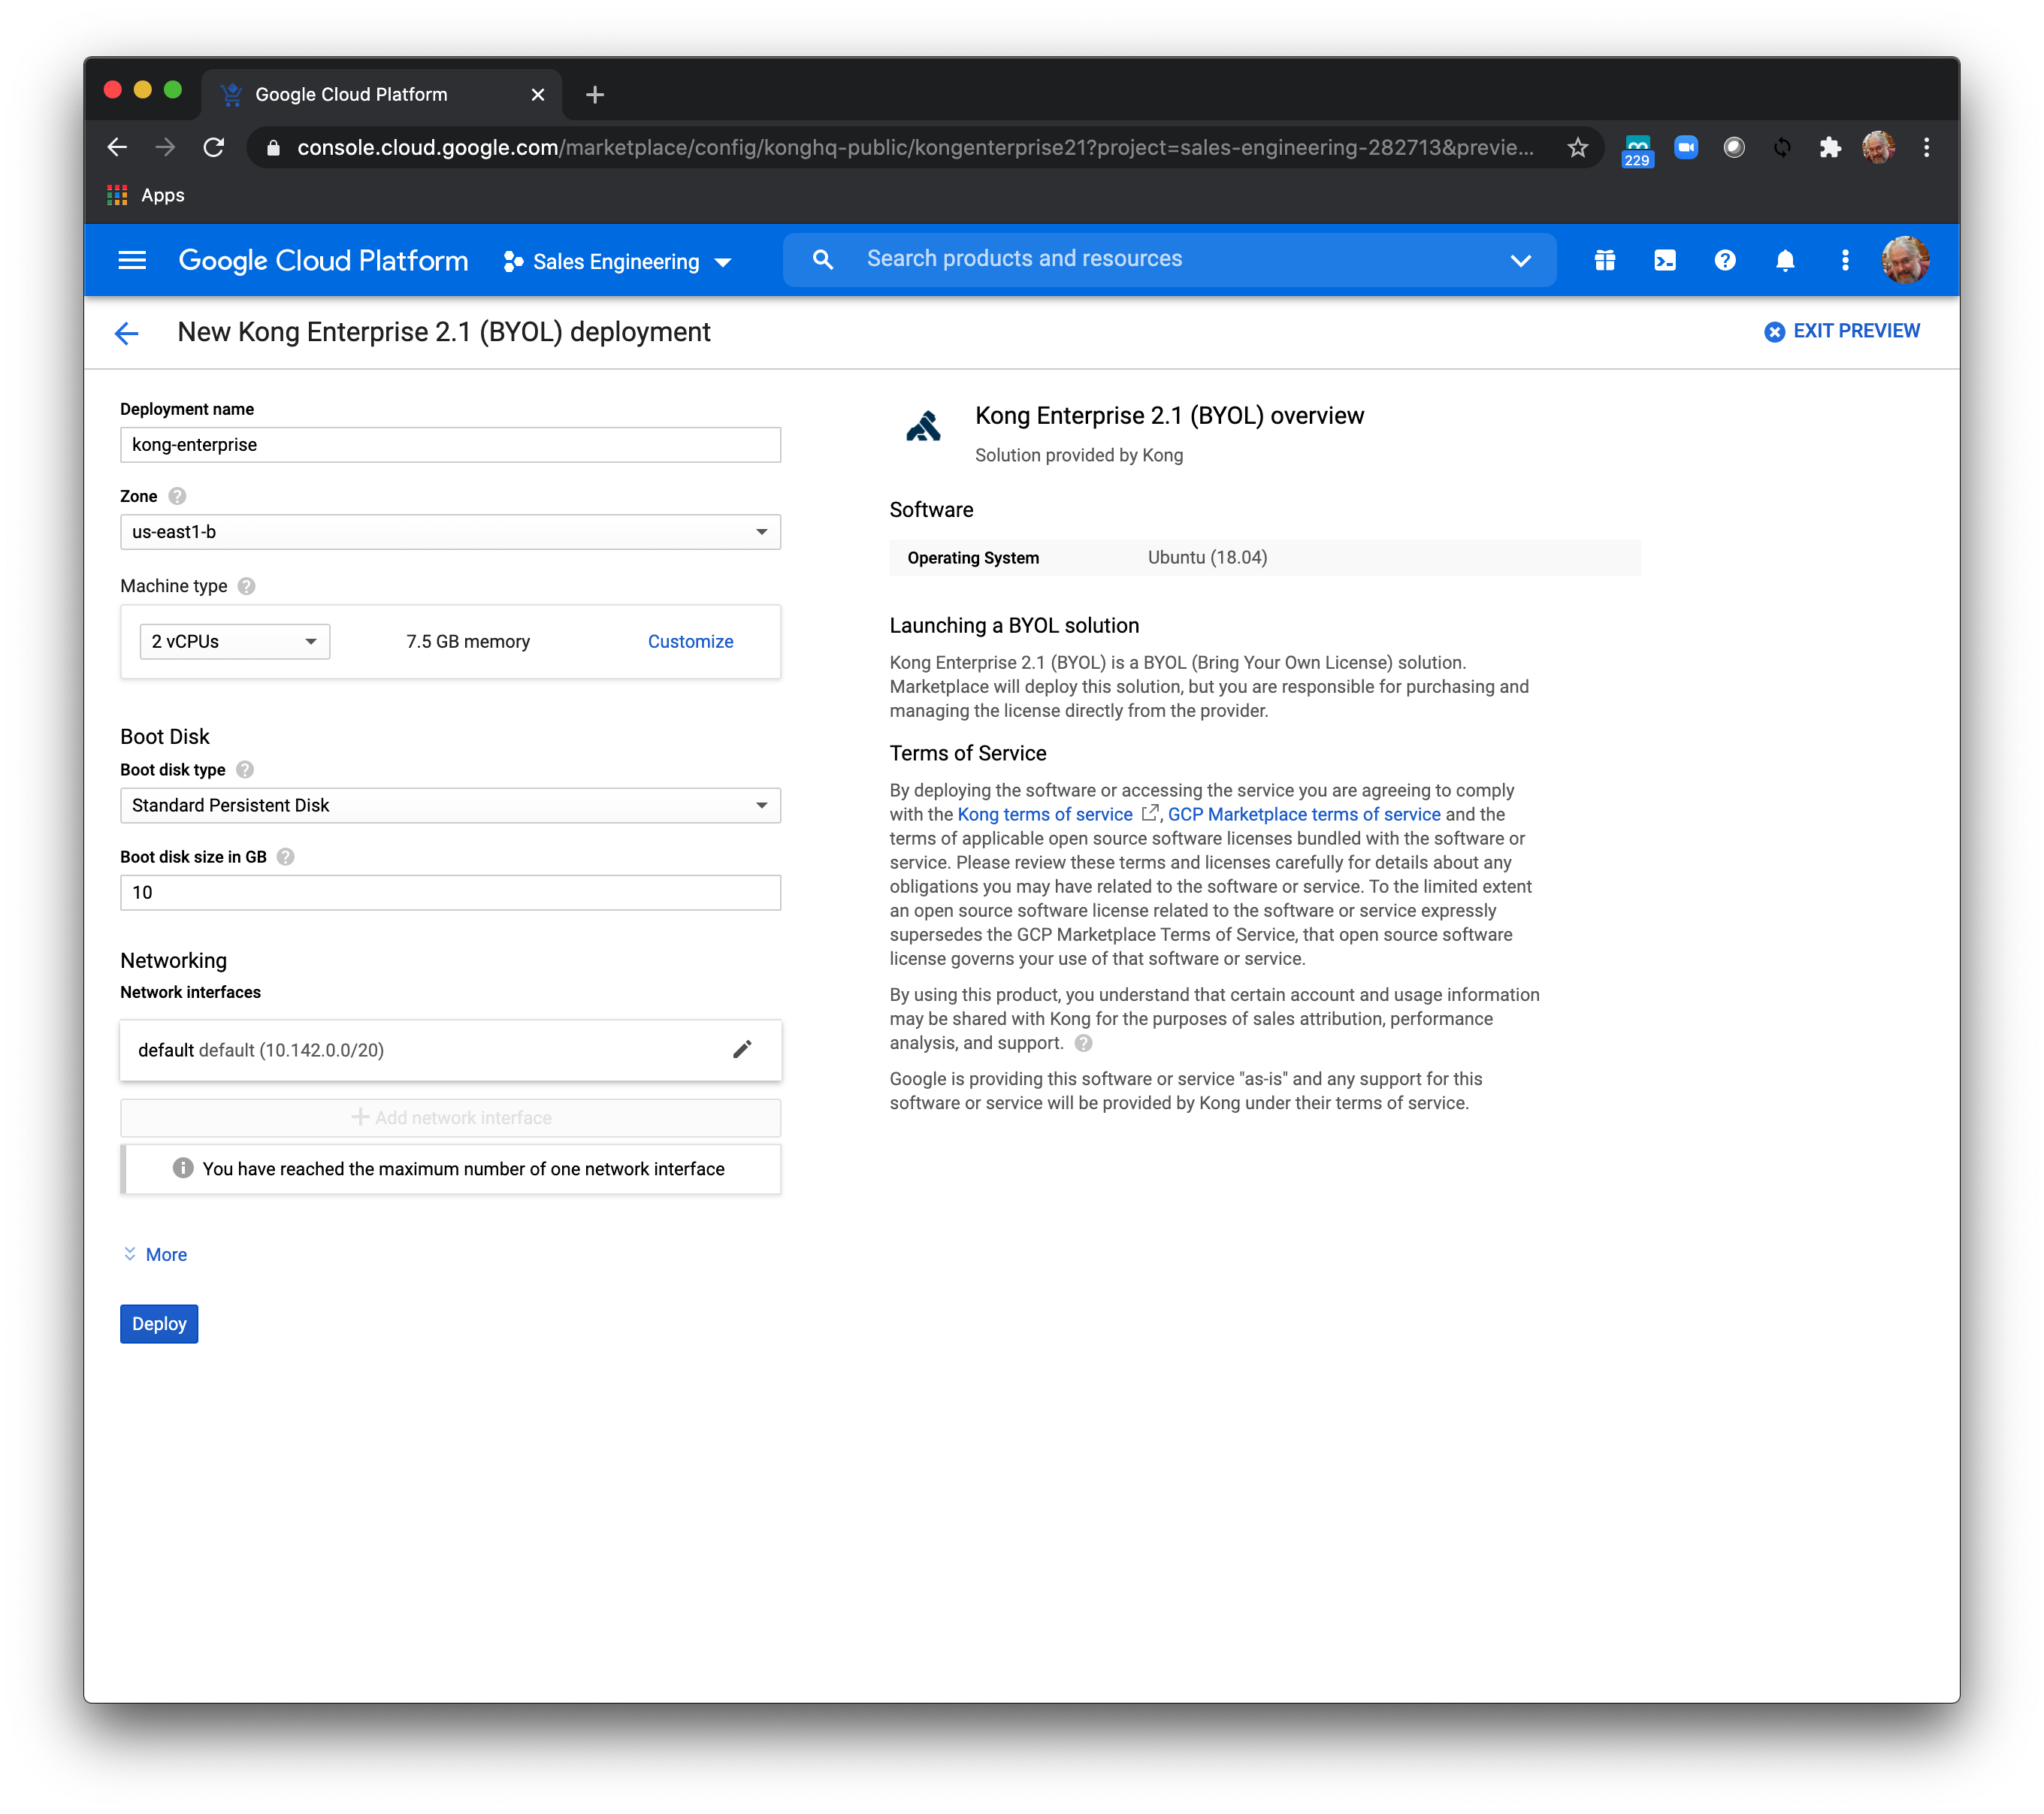 Google Cloud Platform
console.cloud.google.com/marketplace/config/konghq-public/kongenterprise21?project=sales-engineering-282713&previe...
229
Apps
Google Cloud Platform
Sales Engineering
Search products and resources
New Kong Enterprise 2.1 (BYOL) deployment
EXIT PREVIEW
Deployment name
kong-enterprise
Zone
us-east1-b
Machine type
2 vCPUs
7.5 GB memory
Customize
Boot Disk
Boot disk type
Standard Persistent Disk
Boot disk size in GB
10
Networking
Network interfaces
default default (10.142.0.0/20)
Add network interface
You have reached the maximum number of one network interface
More
Deploy
Kong Enterprise 2.1 (BYOL) overview
Solution provided by Kong
Software
Operating System
Ubuntu (18.04)
Launching a BYOL solution
Kong Enterprise 2.1 (BYOL) is a BYOL (Bring Your Own License) solution.
Marketplace will deploy this solution, but you are responsible for purchasing and
managing the license directly from the provider.
Terms of Service
By deploying the software or accessing the service you are agreeing to comply
with the Kong terms of service , GCP Marketplace terms of service and the
terms of applicable open source software licenses bundled with the software or
service. Please review these terms and licenses carefully for details about any
obligations you may have related to the software or service. To the limited extent
an open source software license related to the software or service expressly
supersedes the GCP Marketplace Terms of Service, that open source software
license governs your use of that software or service.
By using this product, you understand that certain account and usage information
may be shared with Kong for the purposes of sales attribution, performance
analysis, and support.
Google is providing this software or service "as-is" and any support for this
software or service will be provided by Kong under their terms of service.